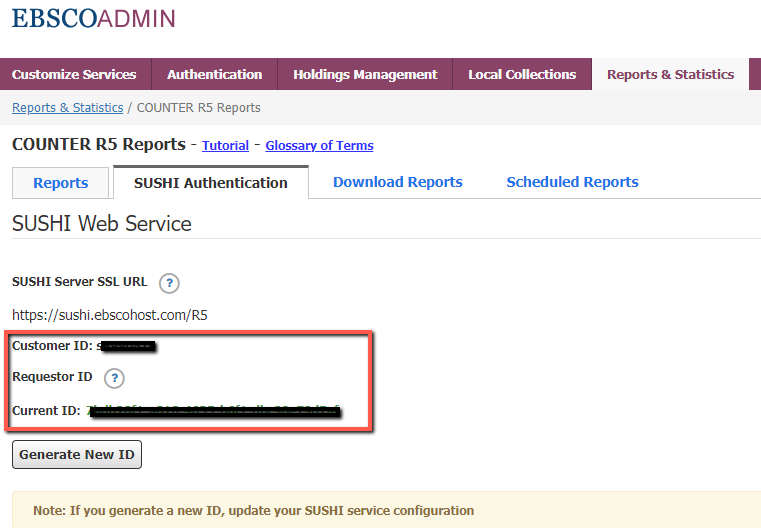 EBSCOADMIN
Customize Services Authentication Holdings Management Local Collections Reports & Statistics
Reports & Statistics / COUNTER R5 Reports
COUNTER R5 Reports - Tutorial - Glossary of Terms
Reports SUSHI Authentication Download Reports Scheduled Reports
SUSHI Web Service
SUSHI Server SSL URL ?
https://sushi.ebscohost.com/R5
Customer ID: s
Requestor ID ?
Current ID:
Generate New ID
Note: If you generate a new ID, update your SUSHI service configuration